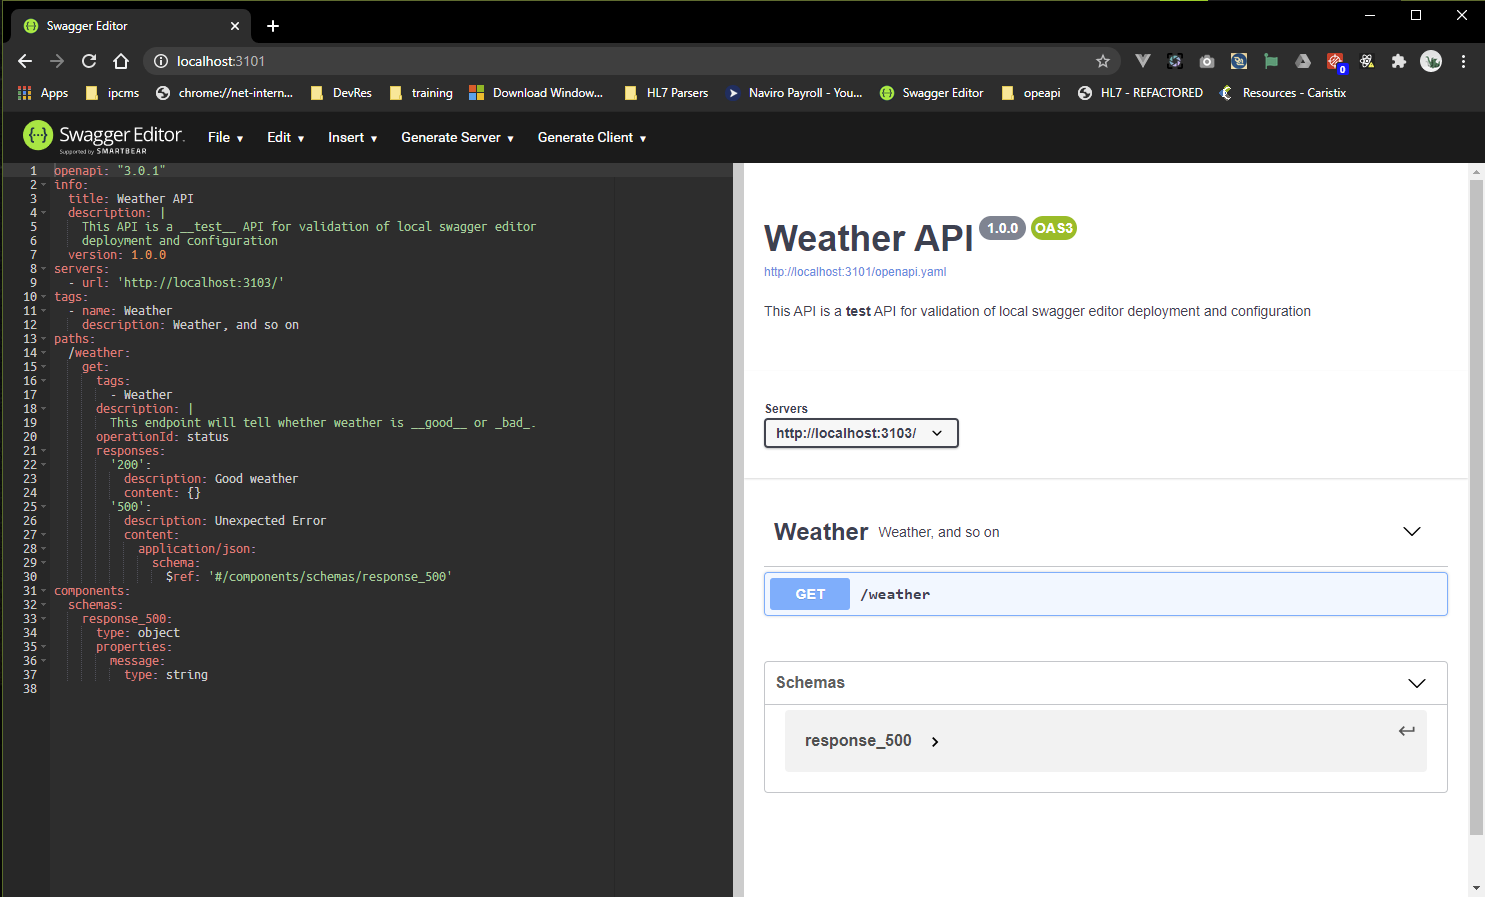 Swagger Editor
localhost:3101
0
Apps
ipcms
chrome://net-intern...
DevRes
training
Download Window...
HL7 Parsers
Naviro Payroll - You...
Swagger Editor
opeapi
HL7 - REFACTORED
Resources - Caristix
Swagger Editor.
Supported by SMARTBEAR
File
Edit
Insert
Generate Server
Generate Client
1 openapi: "3.0.1"
2 info:
3   title: Weather API
4   description: |
5     This API is a __test__ API for validation of local swagger editor
6     deployment and configuration
7   version: 1.0.0
8 servers:
9   - url: 'http://localhost:3103/'
10 tags:
11   - name: Weather
12     description: Weather, and so on
13 paths:
14   /weather:
15     get:
16       tags:
17         - Weather
18       description: |
19         This endpoint will tell whether weather is __good__ or _bad_.
20       operationId: status
21       responses:
22         '200':
23           description: Good weather
24           content: {}
25         '500':
26           description: Unexpected Error
27           content:
28             application/json:
29               schema:
30                 $ref: '#/components/schemas/response_500'
31 components:
32   schemas:
33     response_500:
34       type: object
35       properties:
36         message:
37           type: string
38
Weather API 1.0.0 OAS3
http://localhost:3101/openapi.yaml
This API is a test API for validation of local swagger editor deployment and configuration
Servers
http://localhost:3103/
Weather Weather, and so on
GET /weather
Schemas
response_500